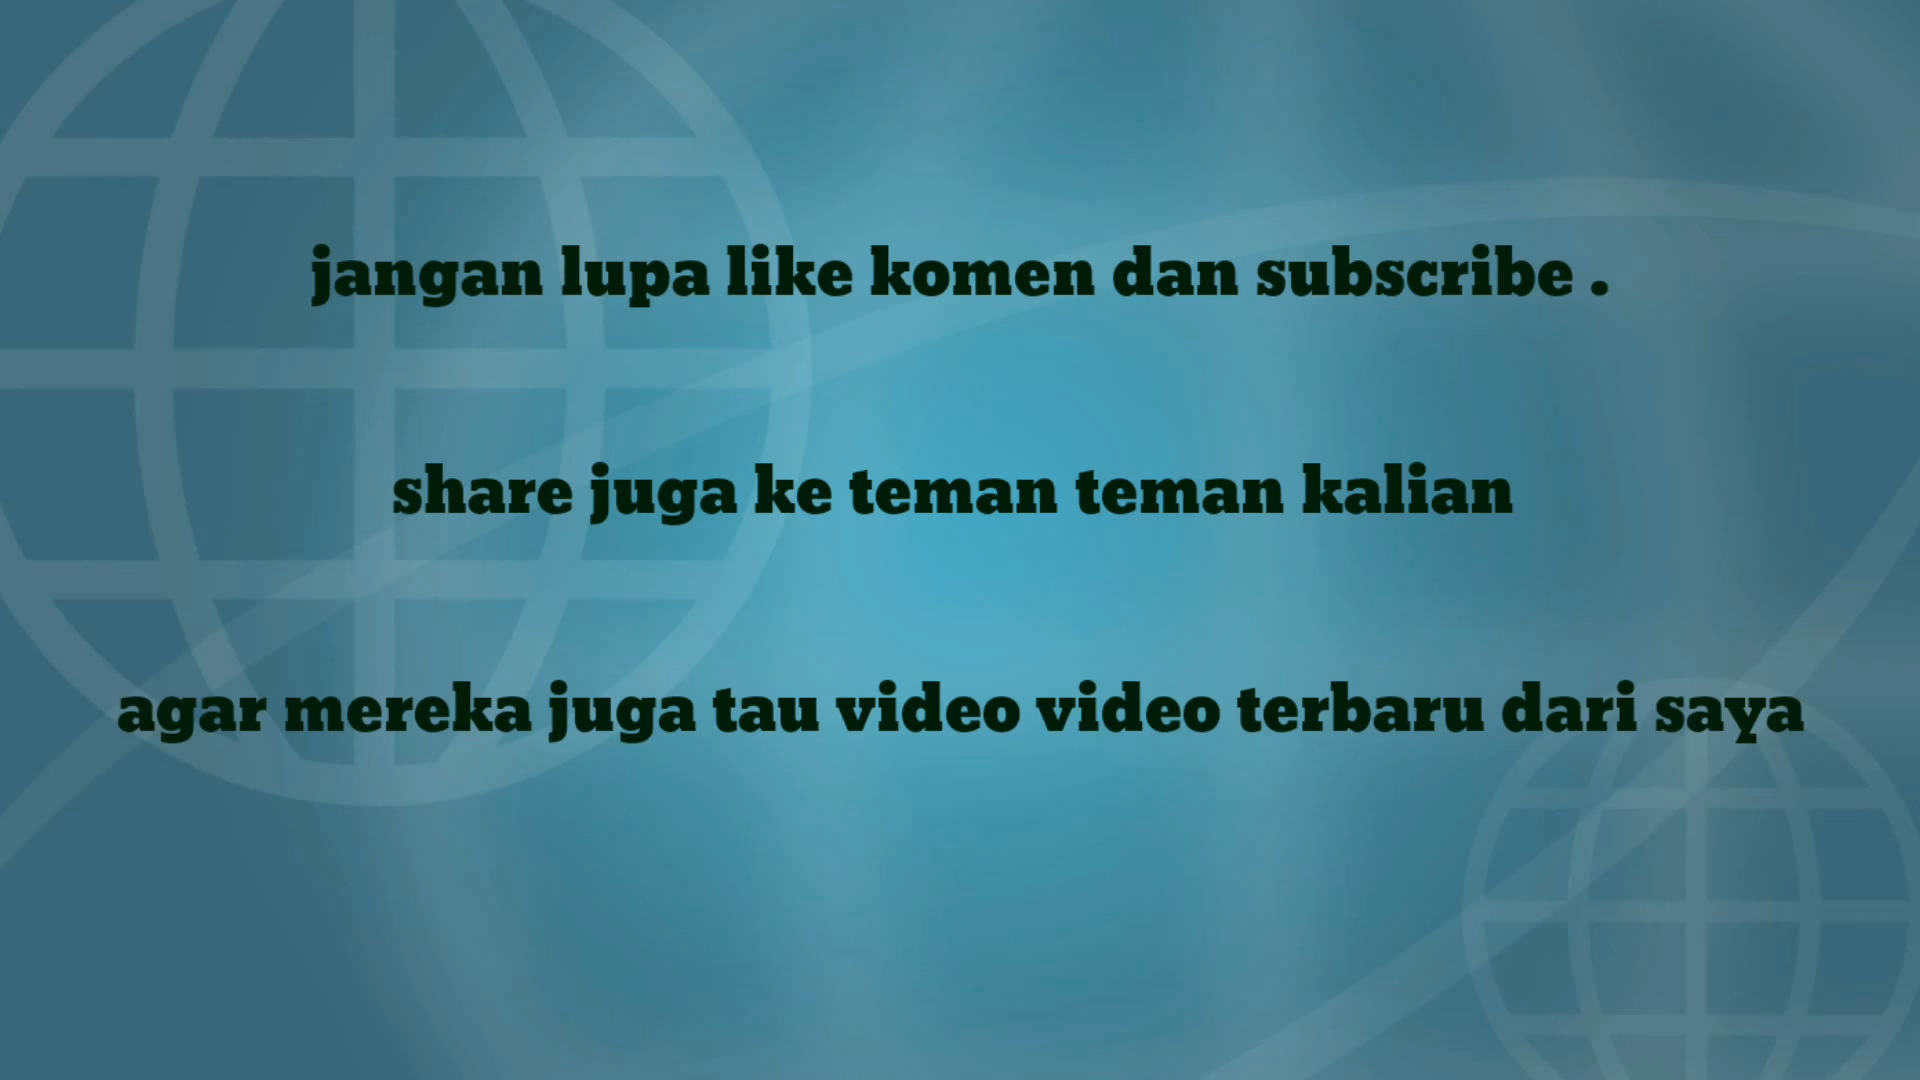 jangan lupa like komen dan subscribe .
share juga ke teman teman kalian
agar mereka juga tau video video terbaru dari saya